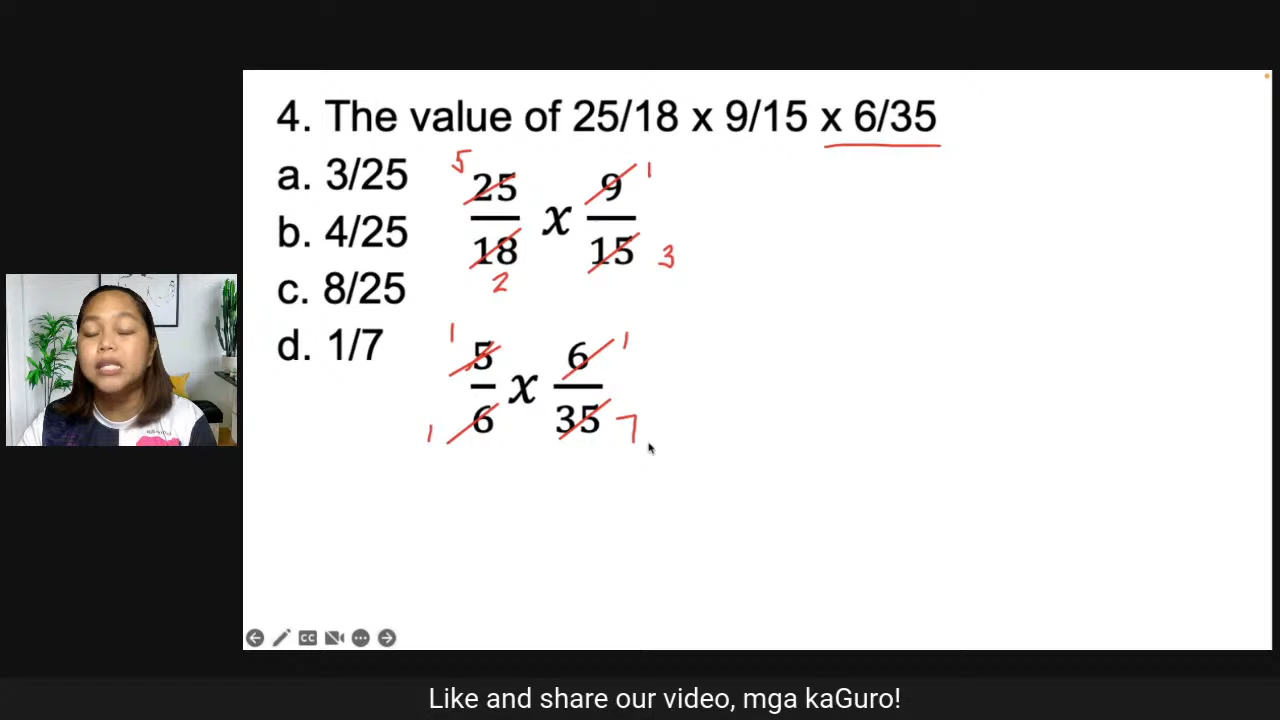 4. The value of 25/18 x 9/15 x 6/35
a. 3/25
b. 4/25
c. 8/25
d. 1/7
5 1
25 x 9
18 15
2 3
1 1
5 x 6
6 35
1 7
CC
Like and share our video, mga kaGuro!